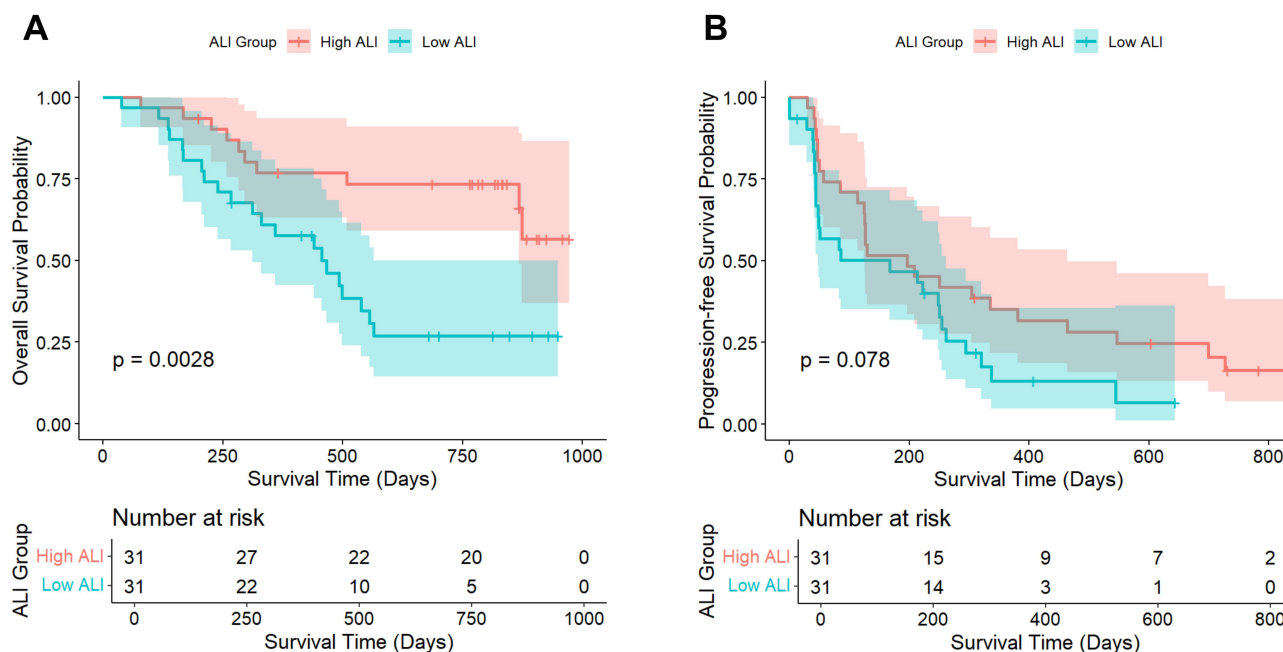 A
ALI Group High ALI Low ALI
Overall Survival Probability
1.00
0.75
0.50
0.25
0.00
p = 0.0028
0 250 500 750 1000
Survival Time (Days)
Number at risk
ALI Group
High ALI 31 27 22 20 0
Low ALI 31 22 10 5 0
0 250 500 750 1000
Survival Time (Days)
B
ALI Group High ALI Low ALI
Progression-free Survival Probability
1.00
0.75
0.50
0.25
0.00
p = 0.078
0 200 400 600 800
Survival Time (Days)
Number at risk
ALI Group
High ALI 31 15 9 7 2
Low ALI 31 14 3 1 0
0 200 400 600 800
Survival Time (Days)